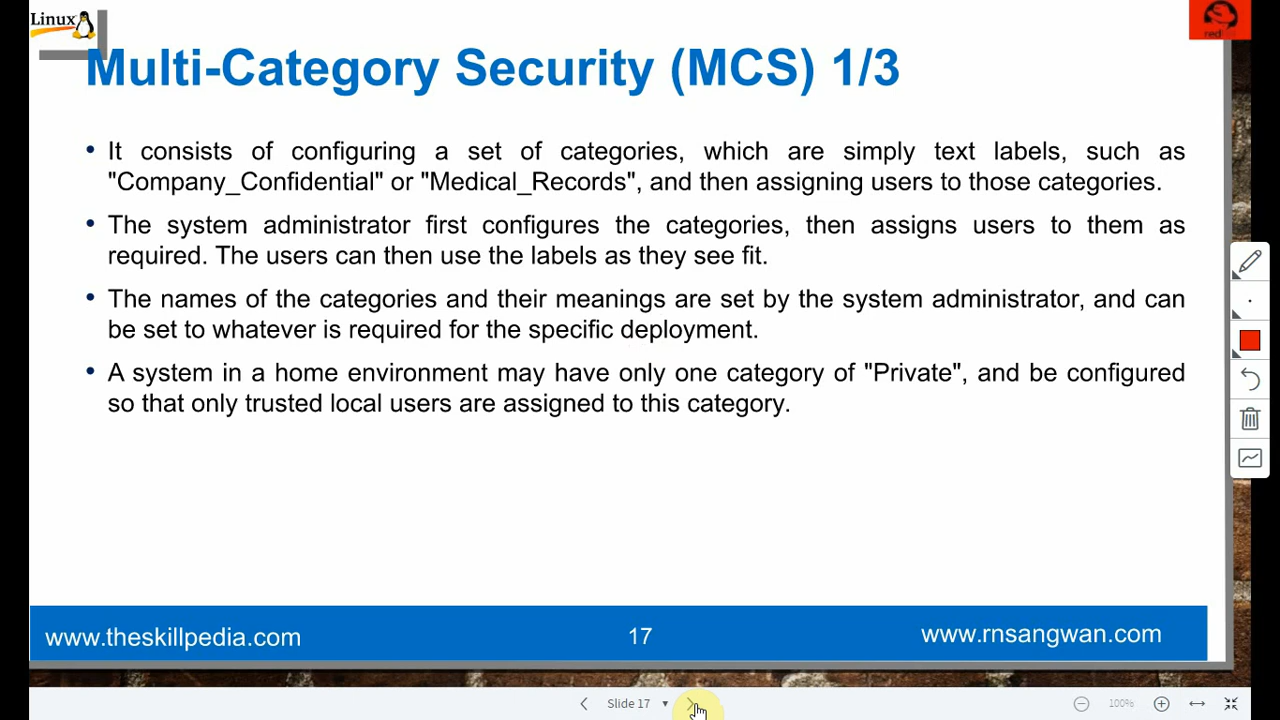 Linux
red
Multi-Category Security (MCS) 1/3
• It consists of configuring a set of categories, which are simply text labels, such as
"Company_Confidential" or "Medical_Records", and then assigning users to those categories.
• The system administrator first configures the categories, then assigns users to them as
required. The users can then use the labels as they see fit.
• The names of the categories and their meanings are set by the system administrator, and can
be set to whatever is required for the specific deployment.
• A system in a home environment may have only one category of "Private", and be configured
so that only trusted local users are assigned to this category.
www.theskillpedia.com 17 www.rnsangwan.com
Slide 17 100%